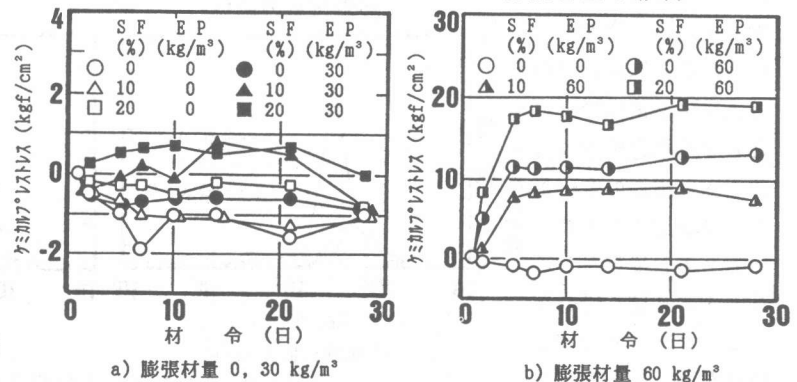 4
2
0
-2
ケミカルプレストレス (kgf/cm²)
S F E P S F E P
(%) (kg/m³) (%) (kg/m³)
○ 0 0 ● 0 30
△ 10 0 ▲ 10 30
□ 20 0 ■ 20 30
0 10 20 30
材 令 (日)
a) 膨張材量 0, 30 kg/m³
30
20
10
0
ケミカルプレストレス (kgf/cm²)
S F E P S F E P
(%) (kg/m³) (%) (kg/m³)
0 0 0 60
10 60 20 60
0 10 20 30
材 令 (日)
b) 膨張材量 60 kg/m³